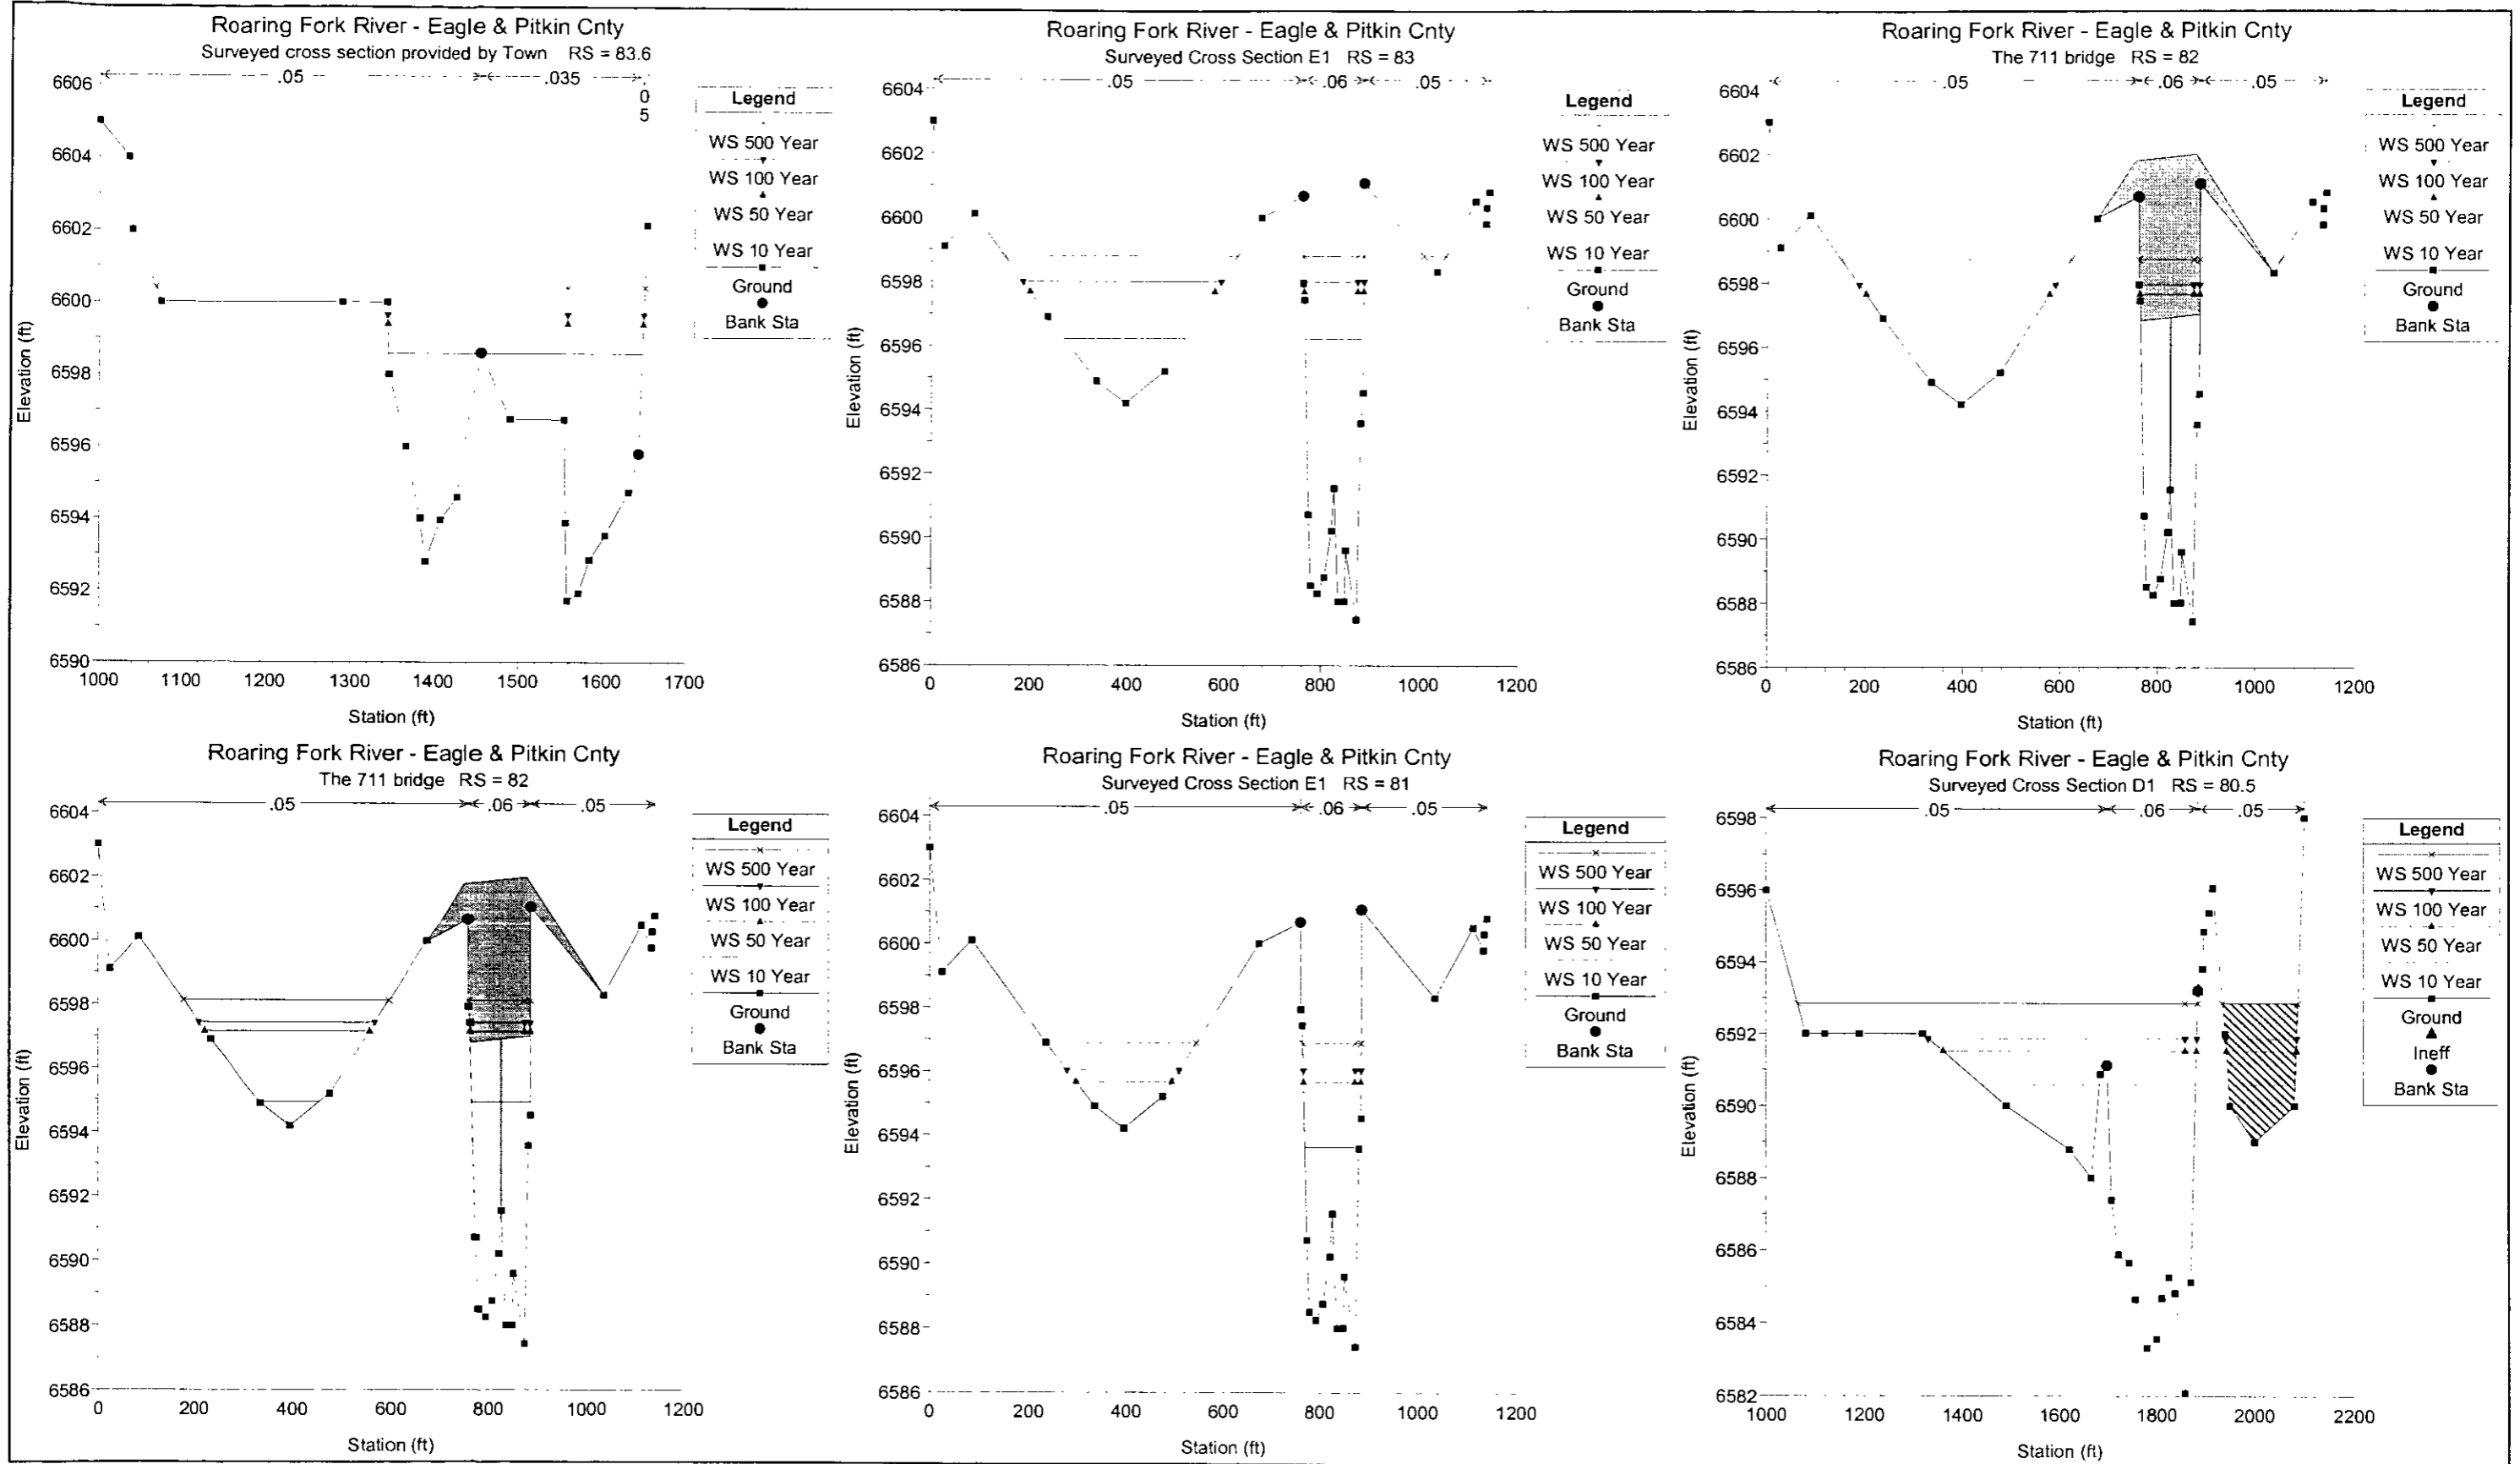 Roaring Fork River - Eagle & Pitkin Cnty
Surveyed cross section provided by Town RS = 83.6
.05 .035
0
5
6606
6604
6602
6600
6598
6596
6594
6592
6590
Elevation (ft)
1000 1100 1200 1300 1400 1500 1600 1700
Station (ft)
Legend
WS 500 Year
WS 100 Year
WS 50 Year
WS 10 Year
Ground
Bank Sta
Roaring Fork River - Eagle & Pitkin Cnty
Surveyed Cross Section E1 RS = 83
.05 .06 .05
6604
6602
6600
6598
6596
6594
6592
6590
6588
6586
Elevation (ft)
0 200 400 600 800 1000 1200
Station (ft)
Legend
WS 500 Year
WS 100 Year
WS 50 Year
WS 10 Year
Ground
Bank Sta
Roaring Fork River - Eagle & Pitkin Cnty
The 711 bridge RS = 82
.05 .06 .05
6604
6602
6600
6598
6596
6594
6592
6590
6588
6586
Elevation (ft)
0 200 400 600 800 1000 1200
Station (ft)
Legend
WS 500 Year
WS 100 Year
WS 50 Year
WS 10 Year
Ground
Bank Sta
Roaring Fork River - Eagle & Pitkin Cnty
The 711 bridge RS = 82
.05 .06 .05
6604
6602
6600
6598
6596
6594
6592
6590
6588
6586
Elevation (ft)
0 200 400 600 800 1000 1200
Station (ft)
Legend
WS 500 Year
WS 100 Year
WS 50 Year
WS 10 Year
Ground
Bank Sta
Roaring Fork River - Eagle & Pitkin Cnty
Surveyed Cross Section E1 RS = 81
.05 .06 .05
6604
6602
6600
6598
6596
6594
6592
6590
6588
6586
Elevation (ft)
0 200 400 600 800 1000 1200
Station (ft)
Legend
WS 500 Year
WS 100 Year
WS 50 Year
WS 10 Year
Ground
Bank Sta
Roaring Fork River - Eagle & Pitkin Cnty
Surveyed Cross Section D1 RS = 80.5
.05 .06 .05
6598
6596
6594
6592
6590
6588
6586
6584
6582
Elevation (ft)
1000 1200 1400 1600 1800 2000 2200
Station (ft)
Legend
WS 500 Year
WS 100 Year
WS 50 Year
WS 10 Year
Ground
Ineff
Bank Sta